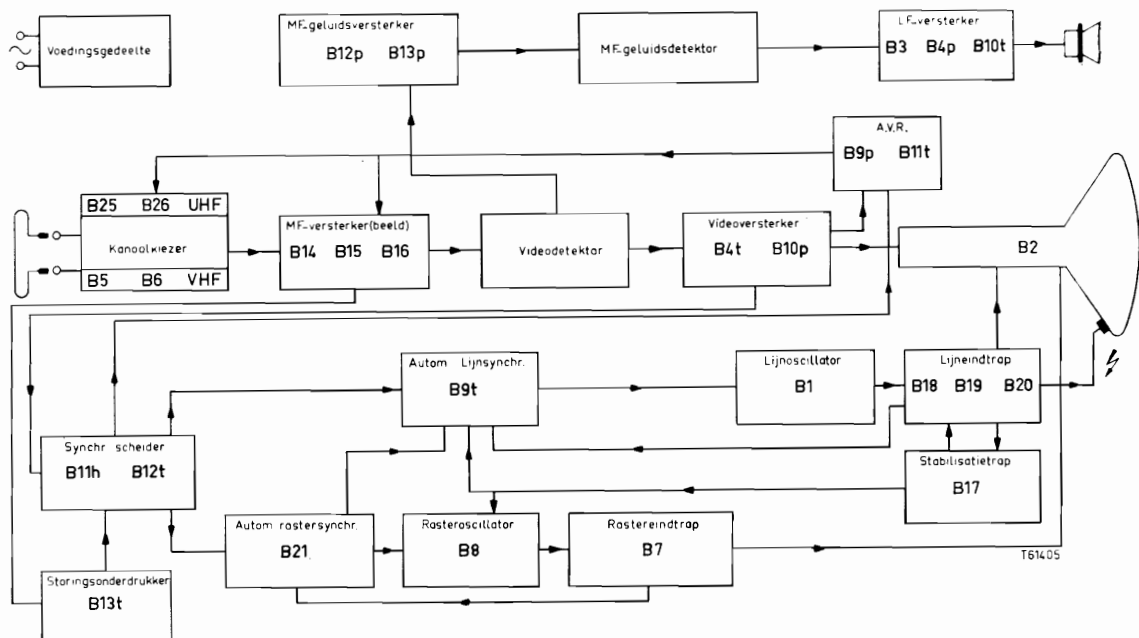 Voedingsgedeelte
~
MF-geluidsversterker
B12p B13p
MF-geluidsdetektor
LF-versterker
B3 B4p B10t
A.V.R.
B9p B11t
B25 B26 UHF
Kanaalkiezer
B5 B6 VHF
MF-versterker(beeld)
B14 B15 B16
Videodetektor
Videoversterker
B4t B10p
B2
Autom Lijnsynchr.
B9t
Lijnoscillator
B1
Lijneindtrap
B18 B19 B20
Synchr scheider
B11h B12t
Stabilisatietrap
B17
Autom rastersynchr.
B21
Rasteroscillator
B8
Rastereindtrap
B7
T61405
Storingsonderdrukker
B13t